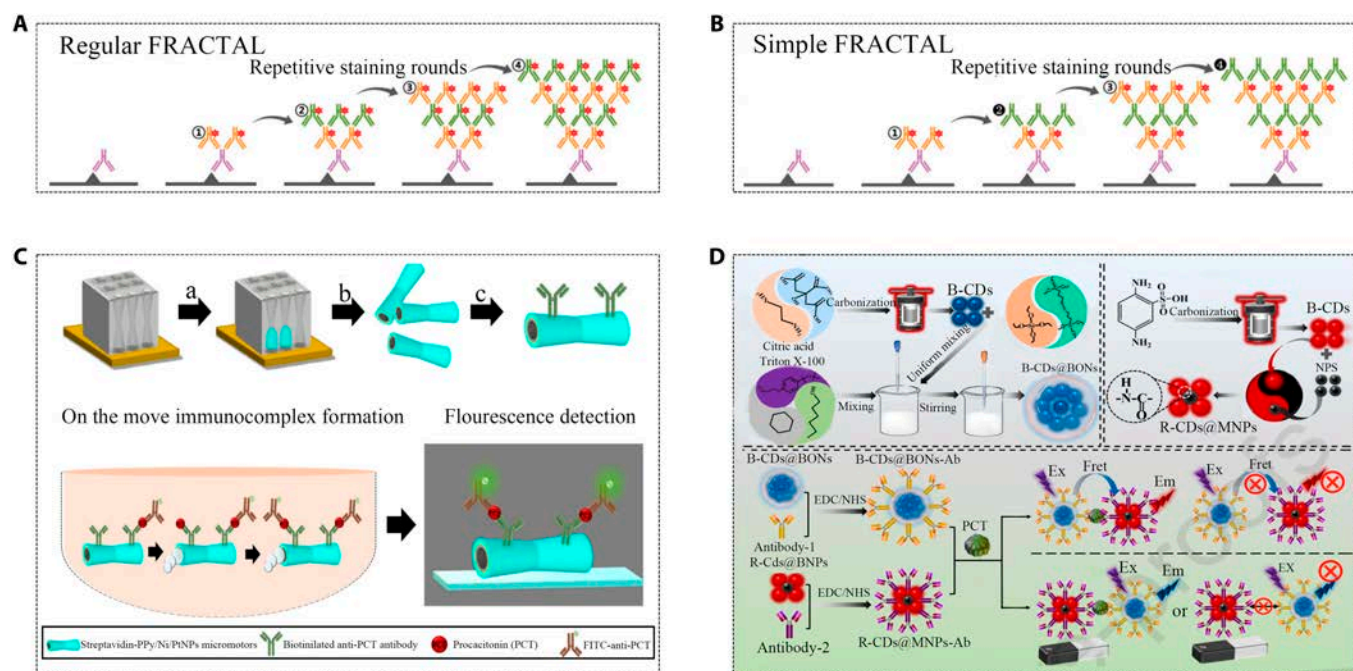 A
Regular FRACTAL
Repetitive staining rounds
①
②
③
④
B
Simple FRACTAL
Repetitive staining rounds
①
❷
③
❹
C
a
b
c
On the move immunocomplex formation
Flourescence detection
Streptavidin-PPy/Ni/PtNPs micromotors
Biotinilated anti-PCT antibody
Procacitonin (PCT)
FITC-anti-PCT
D
Carbonization
B-CDs
Citric acid
Triton X-100
Uniform mixing
Mixing
Stirring
B-CDs@BONs
NH₂
OH
NH₂
Carbonization
B-CDs
NPS
R-CDs@MNPs
B-CDs@BONs
Antibody-1
EDC/NHS
B-CDs@BONs-Ab
R-Cds@BNPs
Antibody-2
EDC/NHS
R-CDs@MNPs-Ab
PCT
Ex
Fret
Em
Ex
Fret
Ex
Em
or
EX